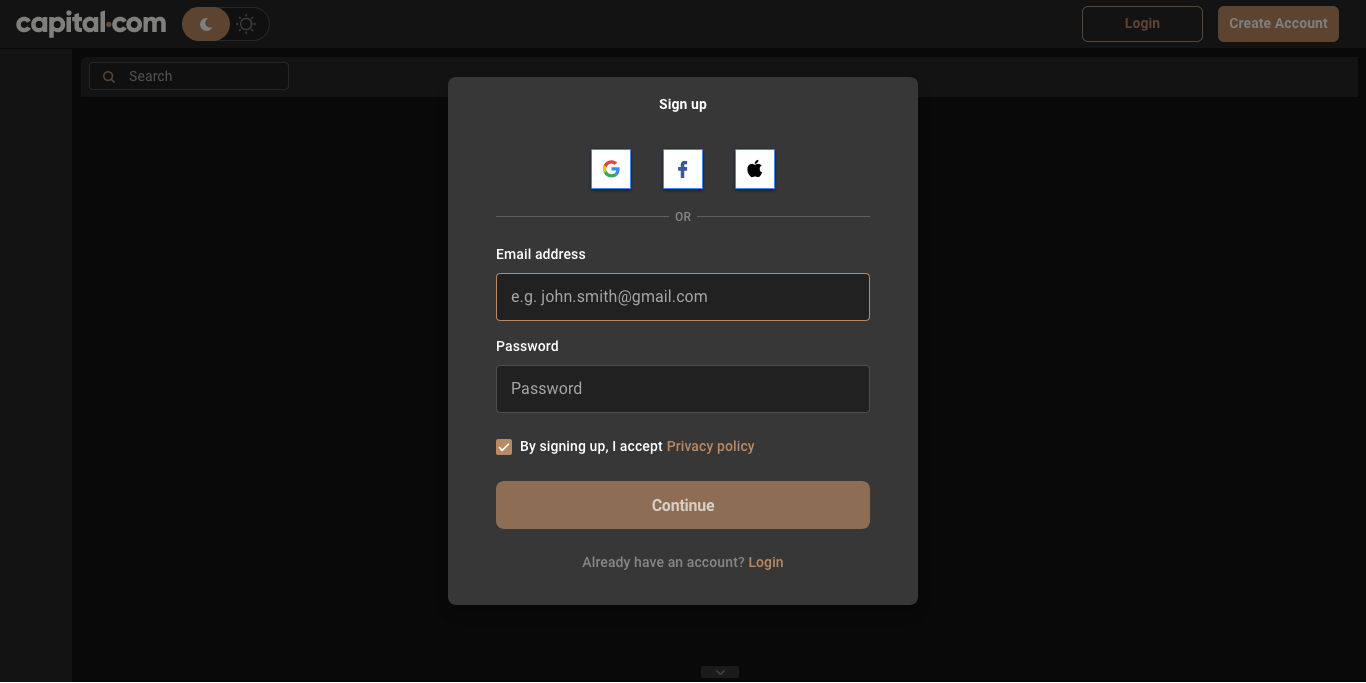 capital.com
Login
Create Account
Search
Sign up
OR
Email address
e.g. john.smith@gmail.com
Password
Password
By signing up, I accept Privacy policy
Continue
Already have an account? Login